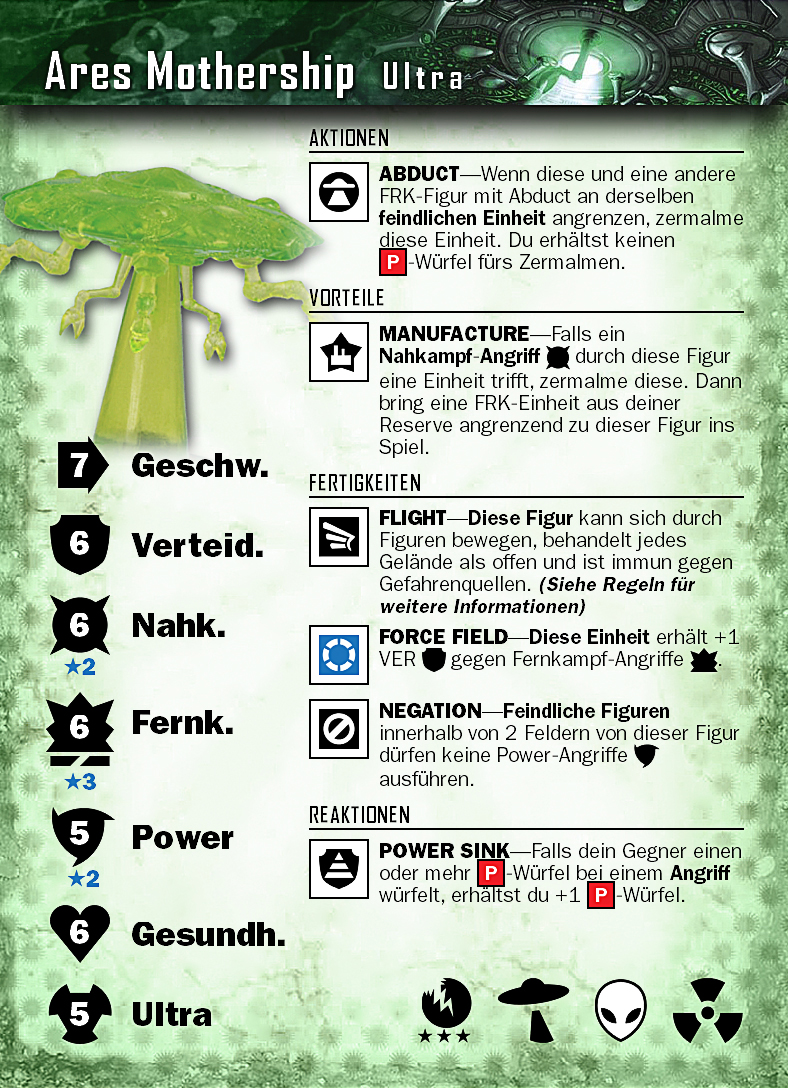 Ares Mothership Ultra
AKTIONEN
ABDUCT—Wenn diese und eine andere
FRK-Figur mit Abduct an derselben
feindlichen Einheit angrenzen, zermalme
diese Einheit. Du erhältst keinen
P-Würfel fürs Zermalmen.
VORTEILE
MANUFACTURE—Falls ein
Nahkampf-Angriff durch diese Figur
eine Einheit trifft, zermalme diese. Dann
bring eine FRK-Einheit aus deiner
Reserve angrenzend zu dieser Figur ins
Spiel.
FERTIGKEITEN
FLIGHT—Diese Figur kann sich durch
Figuren bewegen, behandelt jedes
Gelände als offen und ist immun gegen
Gefahrenquellen. (Siehe Regeln für
weitere Informationen)
FORCE FIELD—Diese Einheit erhält +1
VER gegen Fernkampf-Angriffe .
NEGATION—Feindliche Figuren
innerhalb von 2 Feldern von dieser Figur
dürfen keine Power-Angriffe
ausführen.
REAKTIONEN
POWER SINK—Falls dein Gegner einen
oder mehr P-Würfel bei einem Angriff
würfelt, erhältst du +1 P-Würfel.
7 Geschw.
6 Verteid.
6 Nahk.
★2
6 Fernk.
★3
5 Power
★2
6 Gesundh.
5 Ultra
★★★